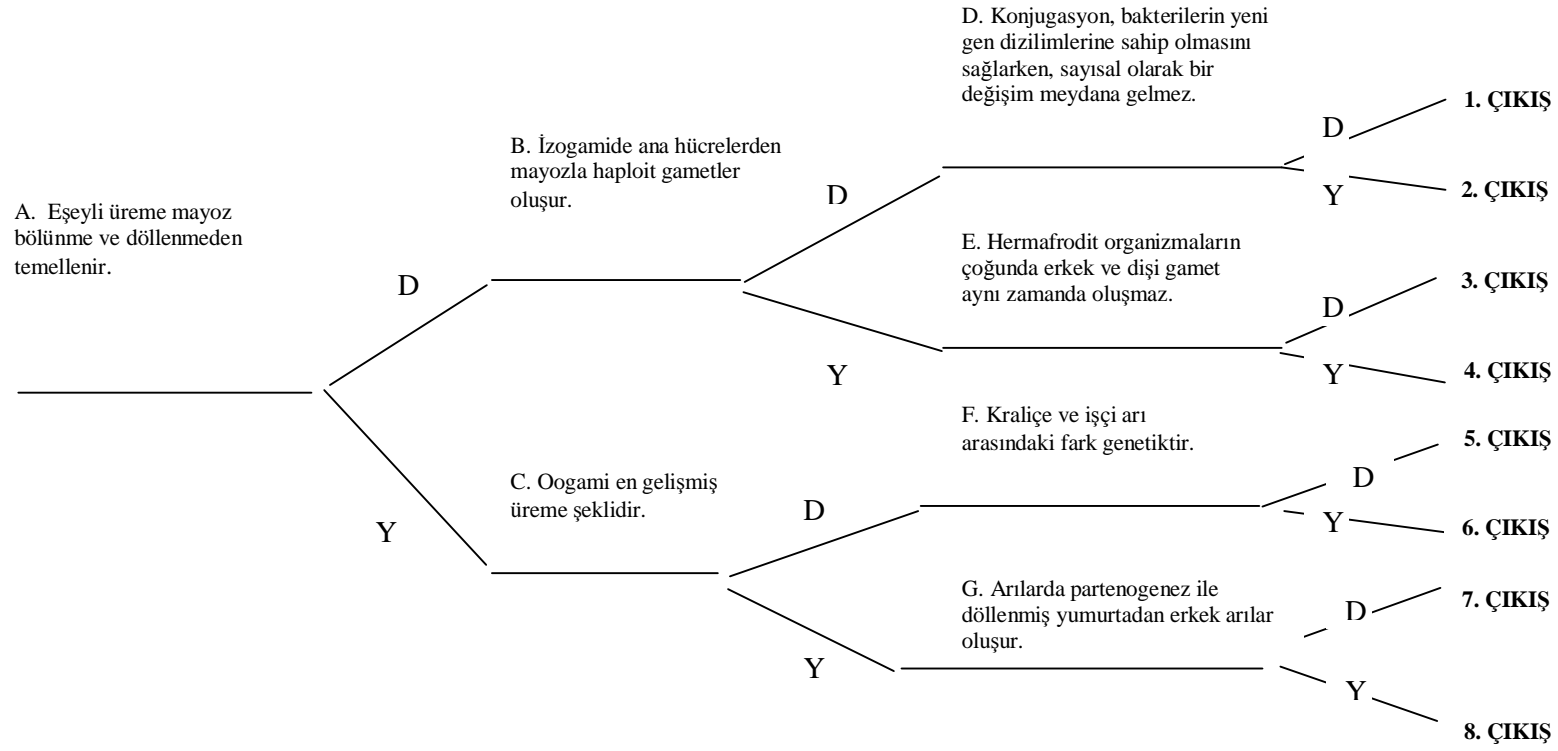 A. Eşeyli üreme mayoz
bölünme ve döllenmeden
temellenir.
D
Y
B. İzogamide ana hücrelerden
mayozla haploit gametler
oluşur.
D
Y
C. Oogami en gelişmiş
üreme şeklidir.
D
Y
D. Konjugasyon, bakterilerin yeni
gen dizilimlerine sahip olmasını
sağlarken, sayısal olarak bir
değişim meydana gelmez.
D
Y
1. ÇIKIŞ
2. ÇIKIŞ
E. Hermafrodit organizmaların
çoğunda erkek ve dişi gamet
aynı zamanda oluşmaz.
D
Y
3. ÇIKIŞ
4. ÇIKIŞ
F. Kraliçe ve işçi arı
arasındaki fark genetiktir.
D
Y
5. ÇIKIŞ
6. ÇIKIŞ
G. Arılarda partenogenez ile
döllenmiş yumurtadan erkek arılar
oluşur.
D
Y
7. ÇIKIŞ
8. ÇIKIŞ